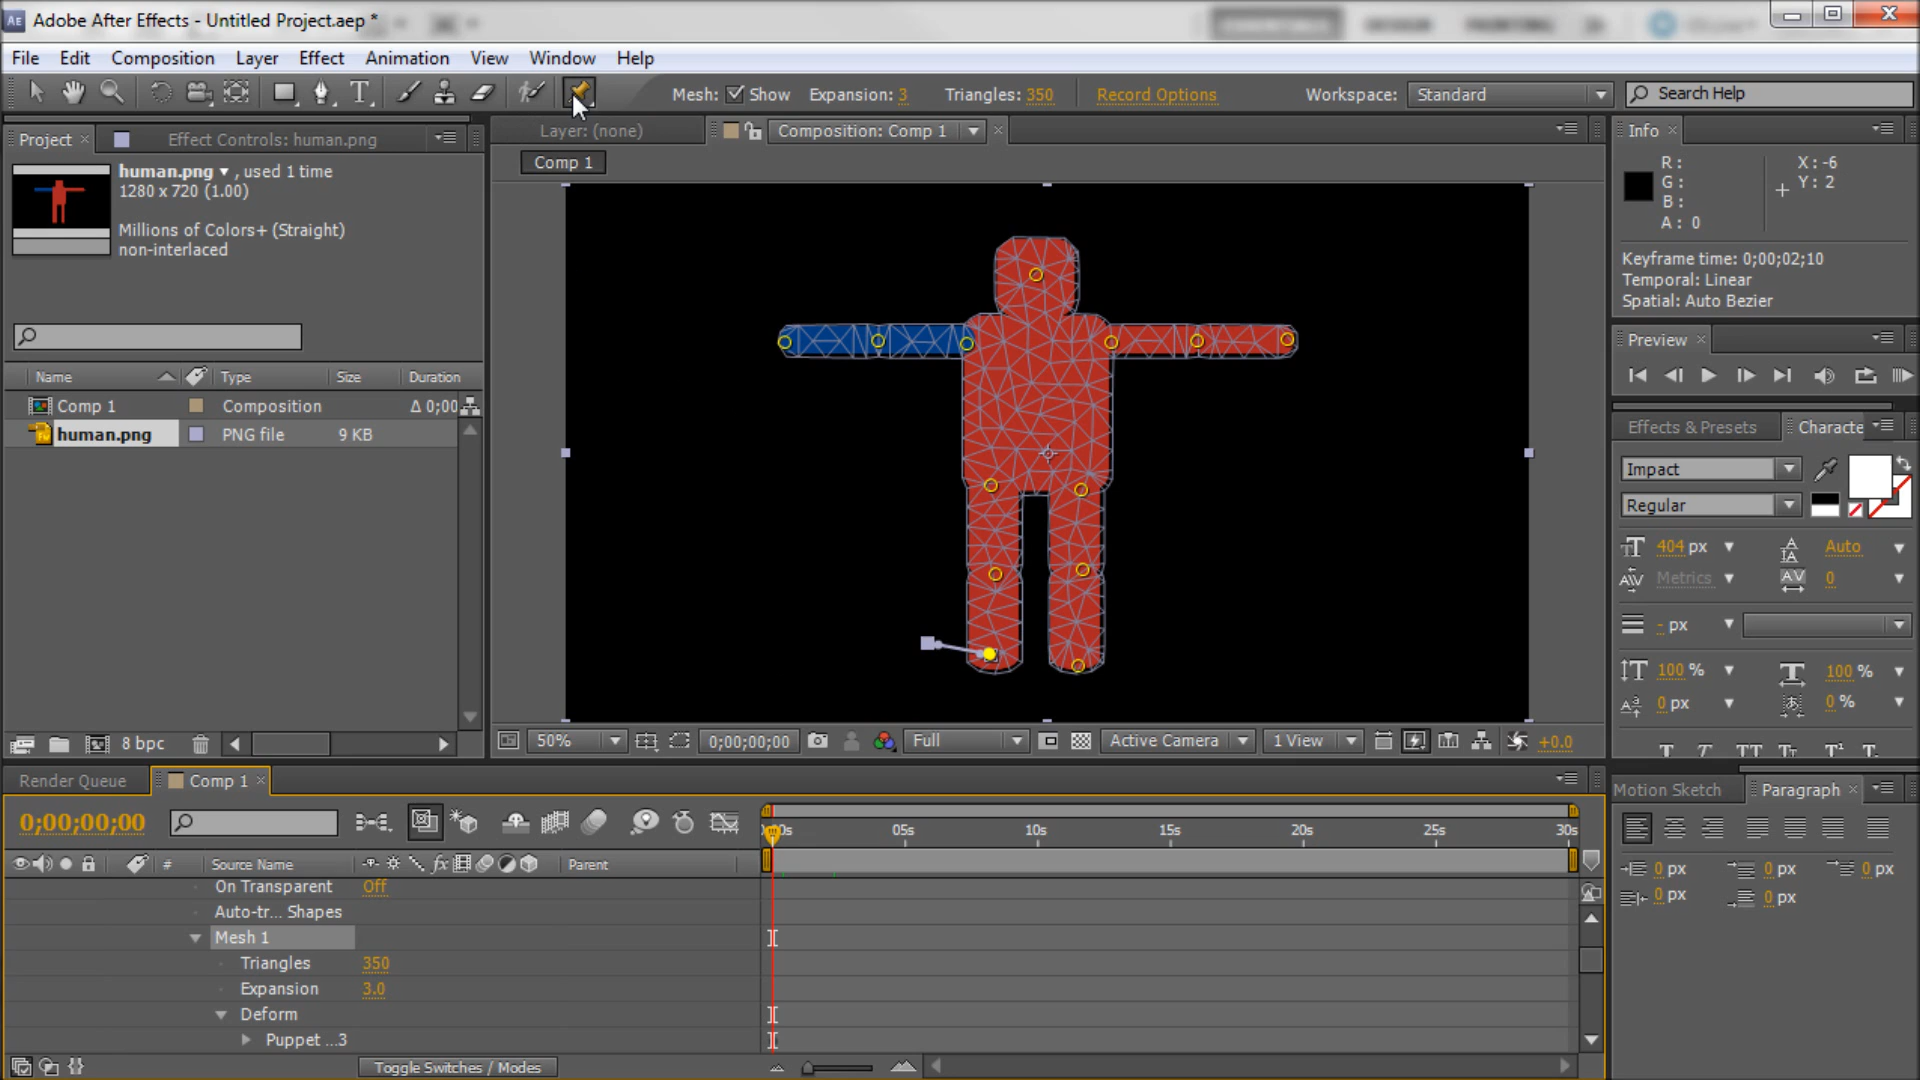 Adobe After Effects - Untitled Project.aep *
File Edit Composition Layer Effect Animation View Window Help
Mesh: Show Expansion: 3 Triangles: 350 Record Options Workspace: Standard Search Help
Project Effect Controls: human.png Layer: (none) Composition: Comp 1 Info
Comp 1
human.png , used 1 time
1280 x 720 (1.00)
Millions of Colors+ (Straight)
non-interlaced
R: X: -6
G: Y: 2
B:
A: 0
Keyframe time: 0;00;02;10
Temporal: Linear
Spatial: Auto Bezier
Preview
Name Type Size Duration
Comp 1 Composition Δ 0;00
human.png PNG file 9 KB
Effects & Presets Characte
Impact
Regular
404 px Auto
Metrics 0
- px
100 % 100 %
0 px 0 %
T T TT Tт T¹ T,
8 bpc
50% 0;00;00;00 Full Active Camera 1 View +0.0
Render Queue Comp 1
Motion Sketch Paragraph
0;00;00;00
05s 10s 15s 20s 25s 30s
# Source Name fx Parent
On Transparent Off
Auto-tr... Shapes
Mesh 1
Triangles 350
Expansion 3.0
Deform
Puppet ...3
Toggle Switches / Modes
0 px 0 px 0 px
0 px 0 px